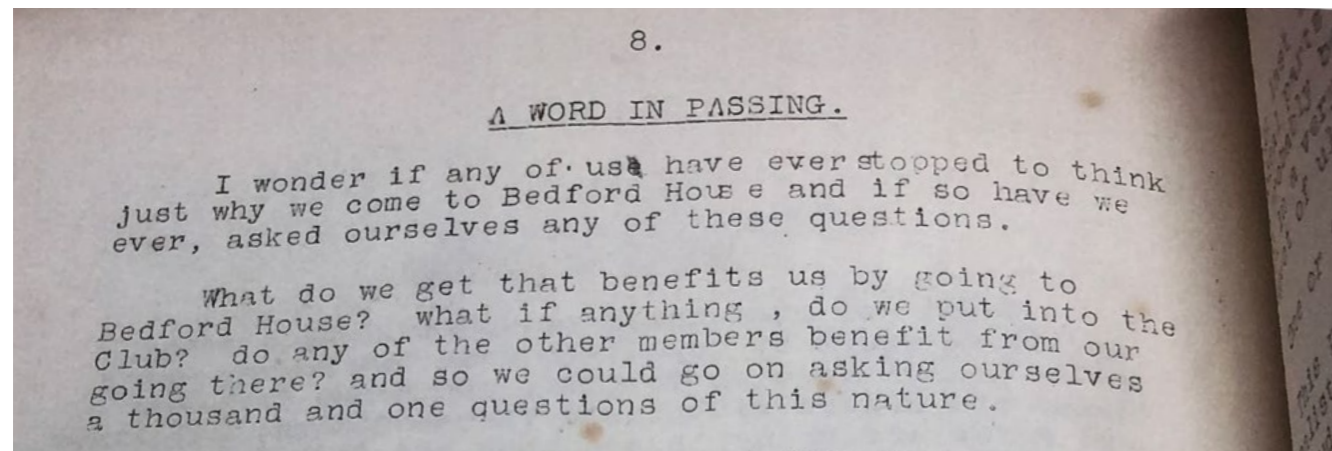 8.
A WORD IN PASSING.
I wonder if any of us have ever stopped to think
just why we come to Bedford House and if so have we
ever, asked ourselves any of these questions.
What do we get that benefits us by going to
Bedford House?  what if anything , do we put into the
Club?  do any of the other members benefit from our
going there? and so we could go on asking ourselves
a thousand and one questions of this nature.